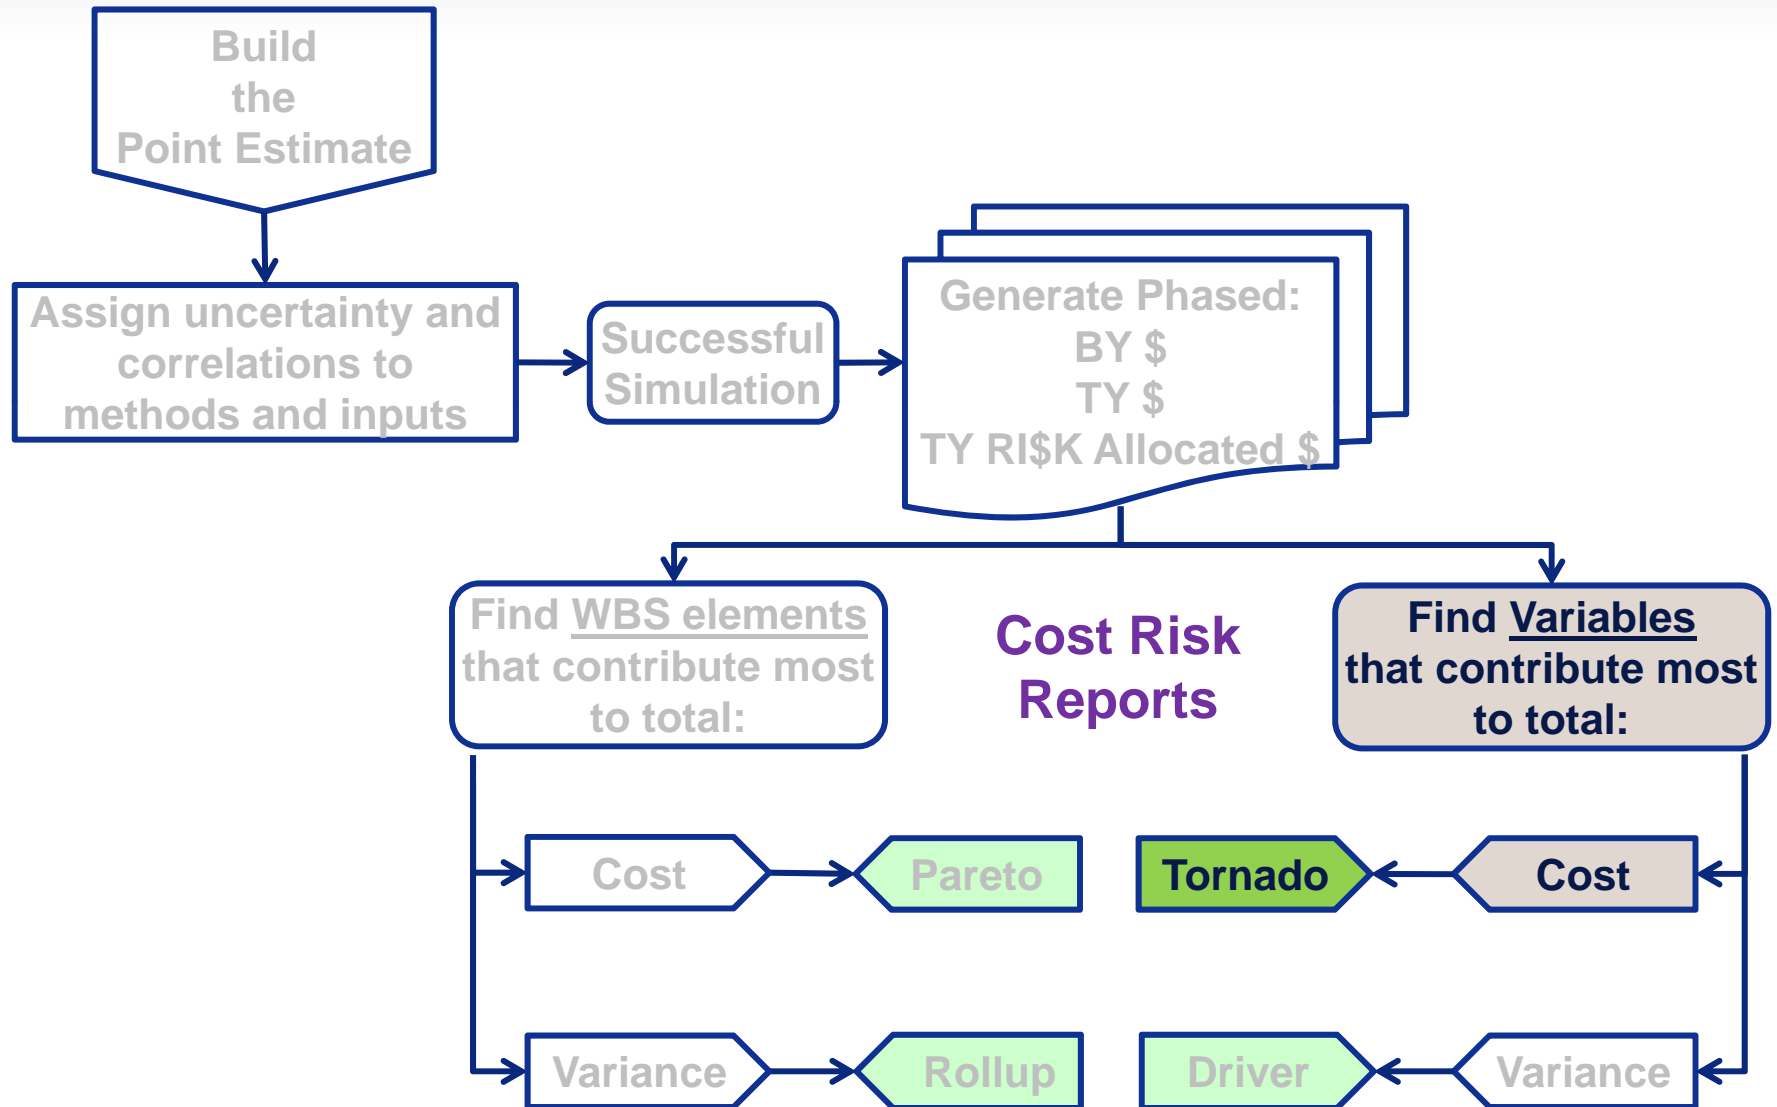 Build
the
Point Estimate
Assign uncertainty and
correlations to
methods and inputs
Successful
Simulation
Generate Phased:
BY $
TY $
TY RI$K Allocated $
Find WBS elements
that contribute most
to total:
Cost Risk
Reports
Find Variables
that contribute most
to total:
Cost
Pareto
Tornado
Cost
Variance
Rollup
Driver
Variance